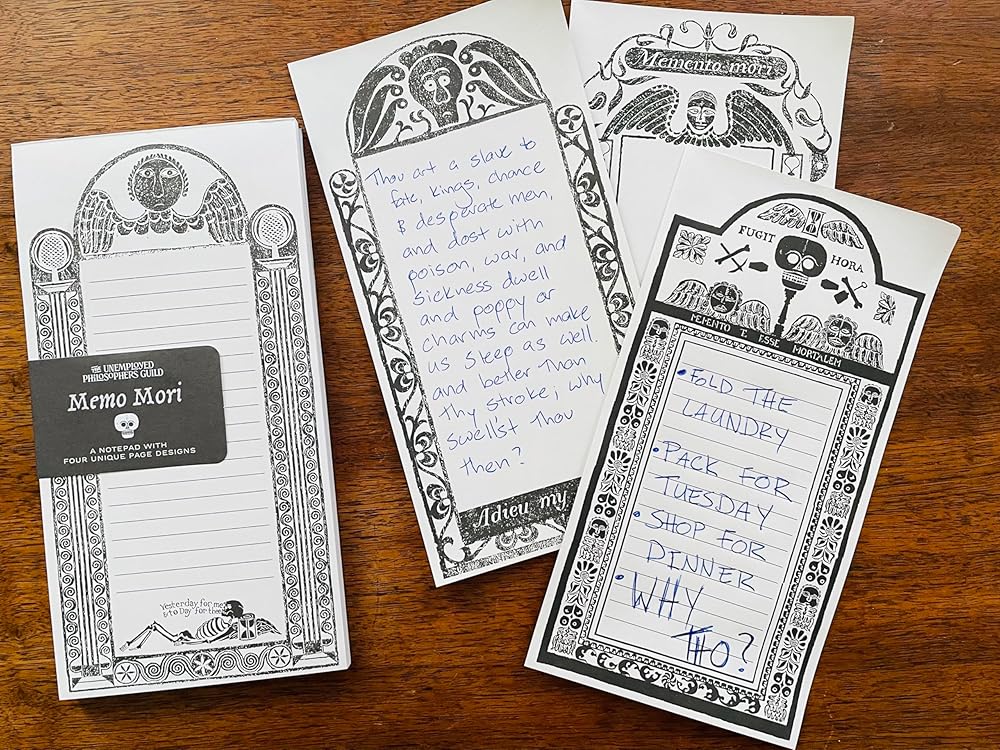 THE UNEMPLOYED
PHILOSOPHERS GUILD
Memo Mori
A NOTEPAD WITH
FOUR UNIQUE PAGE DESIGNS
Yesterday for me
& to Day for thee
Thou art a slave to
fate, kings, chance
& desperate men,
and dost with
poison, war, and
sickness dwell
and poppy or
charms can make
us sleep as well
and better than
thy stroke; why
swellst thou
then?
Adieu my
Memento mori
FUGIT
HORA
MEMENTO TE ESSE MORTALEM
• FOLD THE
LAUNDRY
• PACK FOR
TUESDAY
• SHOP FOR
DINNER
• WHY
THO?